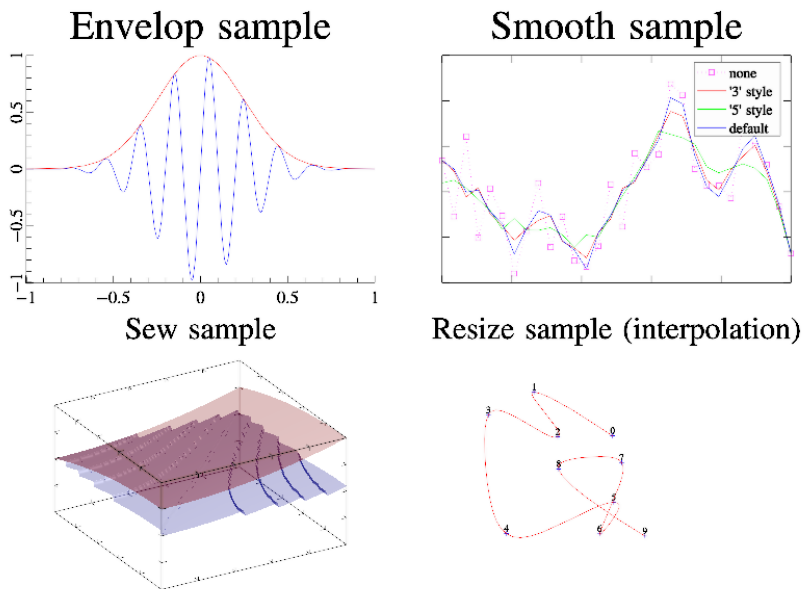 Envelop sample
Smooth sample
1
0.5
0
−0.5
−1
−1
−0.5
0
0.5
1
none
'3' style
'5' style
default
Sew sample
Resize sample (interpolation)
1
3
2
0
8
7
5
4
6
9